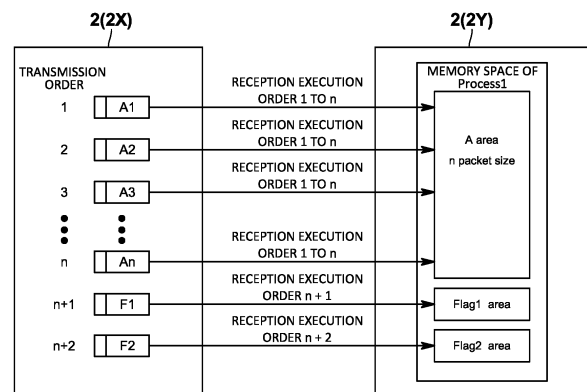 2(2X)
2(2Y)
TRANSMISSION
ORDER
MEMORY SPACE OF
Process1
1
A1
RECEPTION EXECUTION
ORDER 1 TO n
A area
n packet size
2
A2
RECEPTION EXECUTION
ORDER 1 TO n
3
A3
RECEPTION EXECUTION
ORDER 1 TO n
n
An
RECEPTION EXECUTION
ORDER 1 TO n
n+1
F1
RECEPTION EXECUTION
ORDER n + 1
Flag1 area
n+2
F2
RECEPTION EXECUTION
ORDER n + 2
Flag2 area